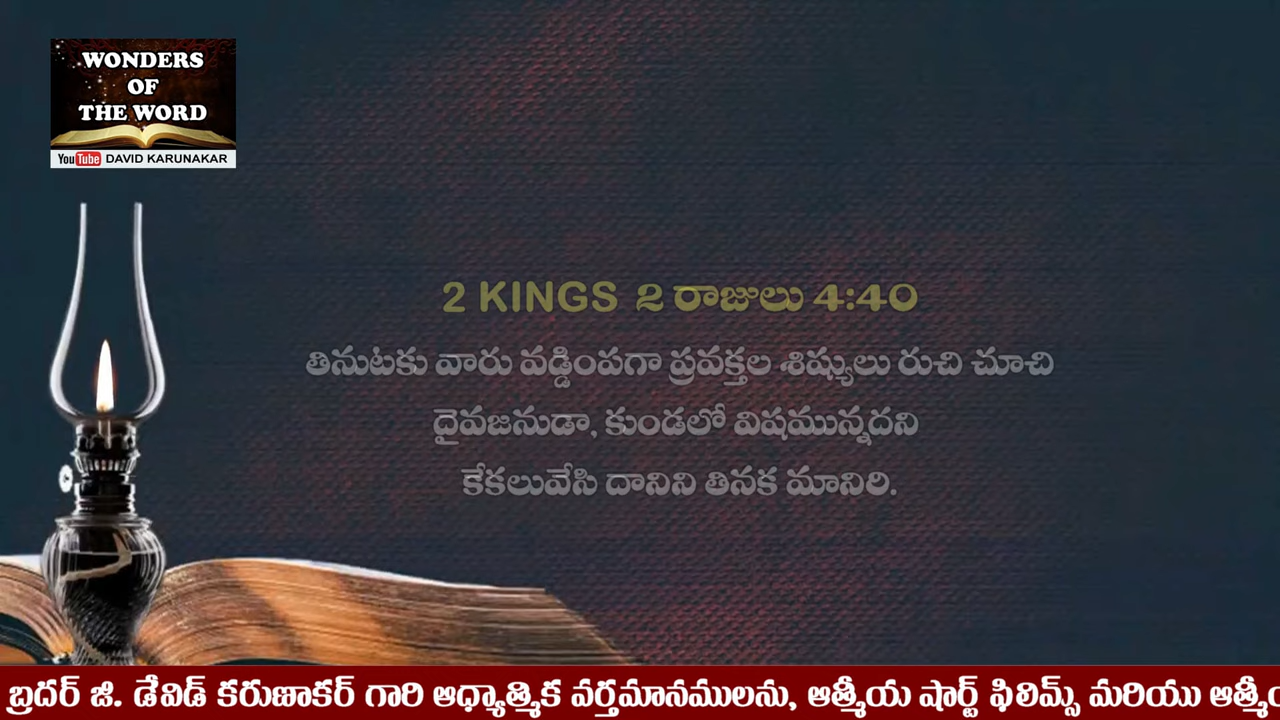 WONDERS
OF
THE WORD
YouTube DAVID KARUNAKAR
2 KINGS 2 రాజులు 4:40
తినుటకు వారు వడ్డింపగా ప్రవక్తల శిష్యులు రుచి చూచి
దైవజనుడా, కుండలో విషమున్నదని
కేకలువేసి దానిని తినక మానిరి.
బ్రదర్ జి. డేవిడ్ కరుణాకర్ గారి ఆధ్యాత్మిక వర్తమానములను, ఆత్మీయ షార్ట్ ఫిలిమ్స్ మరియు